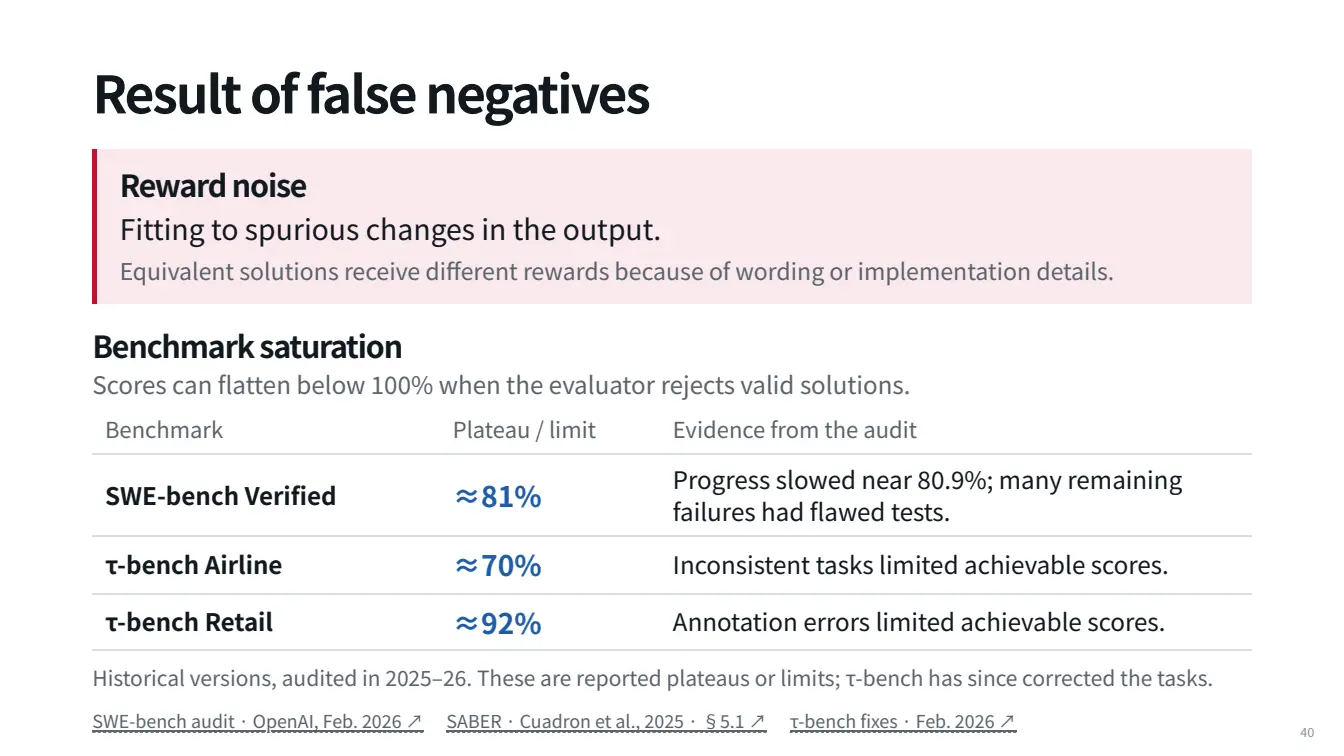 Result of false negatives
Reward noise
Fitting to spurious changes in the output.
Equivalent solutions receive different rewards because of wording or implementation details.
Benchmark saturation
Scores can flatten below 100% when the evaluator rejects valid solutions.
Benchmark Plateau / limit Evidence from the audit
SWE-bench Verified ≈81% Progress slowed near 80.9%; many remaining
failures had flawed tests.
τ-bench Airline ≈70% Inconsistent tasks limited achievable scores.
τ-bench Retail ≈92% Annotation errors limited achievable scores.
Historical versions, audited in 2025–26. These are reported plateaus or limits; τ-bench has since corrected the tasks.
SWE-bench audit · OpenAI, Feb. 2026 ↗ SABER · Cuadron et al., 2025 · § 5.1 ↗ τ-bench fixes · Feb. 2026 ↗
40